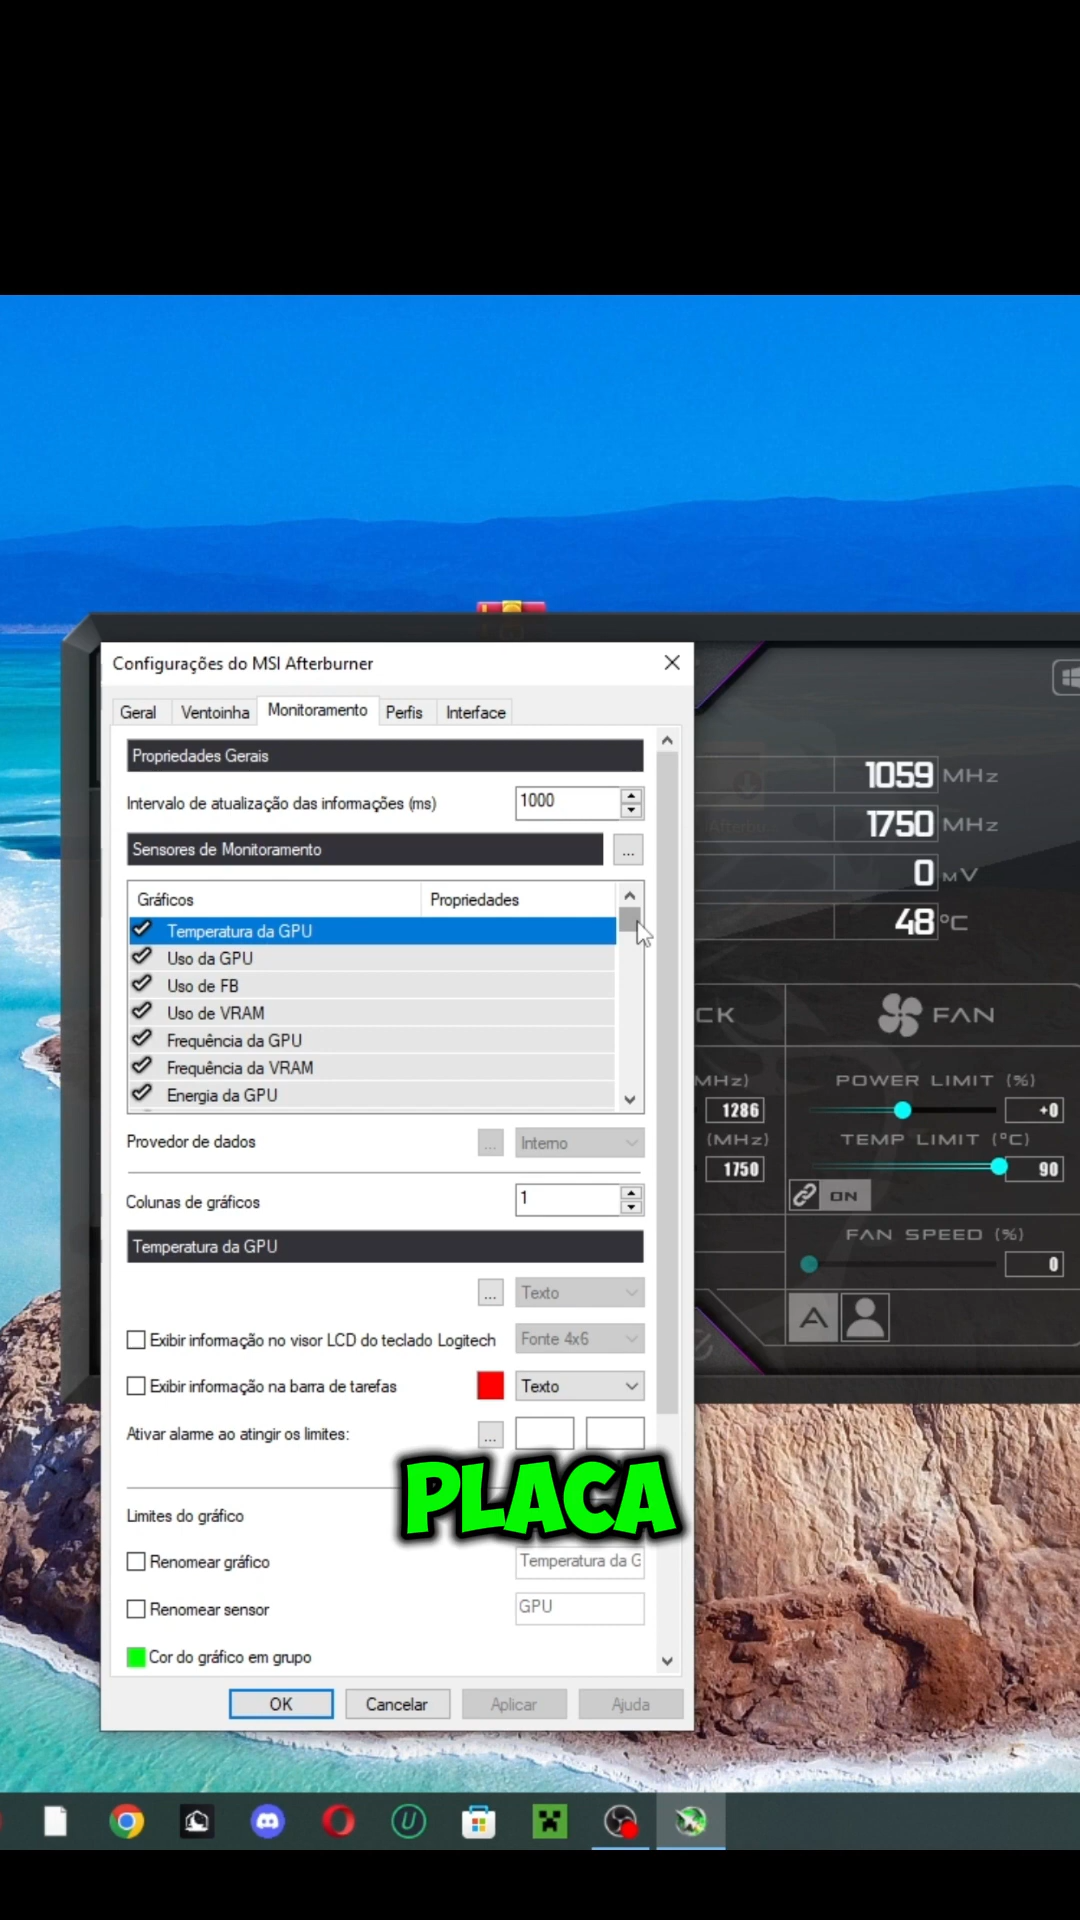 Configurações do MSI Afterburner
Geral Ventoinha Monitoramento Perfis Interface
Propriedades Gerais
Intervalo de atualização das informações (ms) 1000
Sensores de Monitoramento ...
Gráficos Propriedades
Temperatura da GPU
Uso da GPU
Uso de FB
Uso de VRAM
Frequência da GPU
Frequência da VRAM
Energia da GPU
Provedor de dados ... Interno
Colunas de gráficos 1
Temperatura da GPU
... Texto
Exibir informação no visor LCD do teclado Logitech Fonte 4x6
Exibir informação na barra de tarefas Texto
Ativar alarme ao atingir os limites: ...
PLACA
Limites do gráfico
Renomear gráfico Temperatura da G
Renomear sensor GPU
Cor do gráfico em grupo
OK Cancelar Aplicar Ajuda
1059 MHz
1750 MHz
0 MV
48 °C
CK FAN
MHz) POWER LIMIT (%)
1286 +0
(MHz) TEMP LIMIT (°C)
1750 90
ON
FAN SPEED (%)
0
A